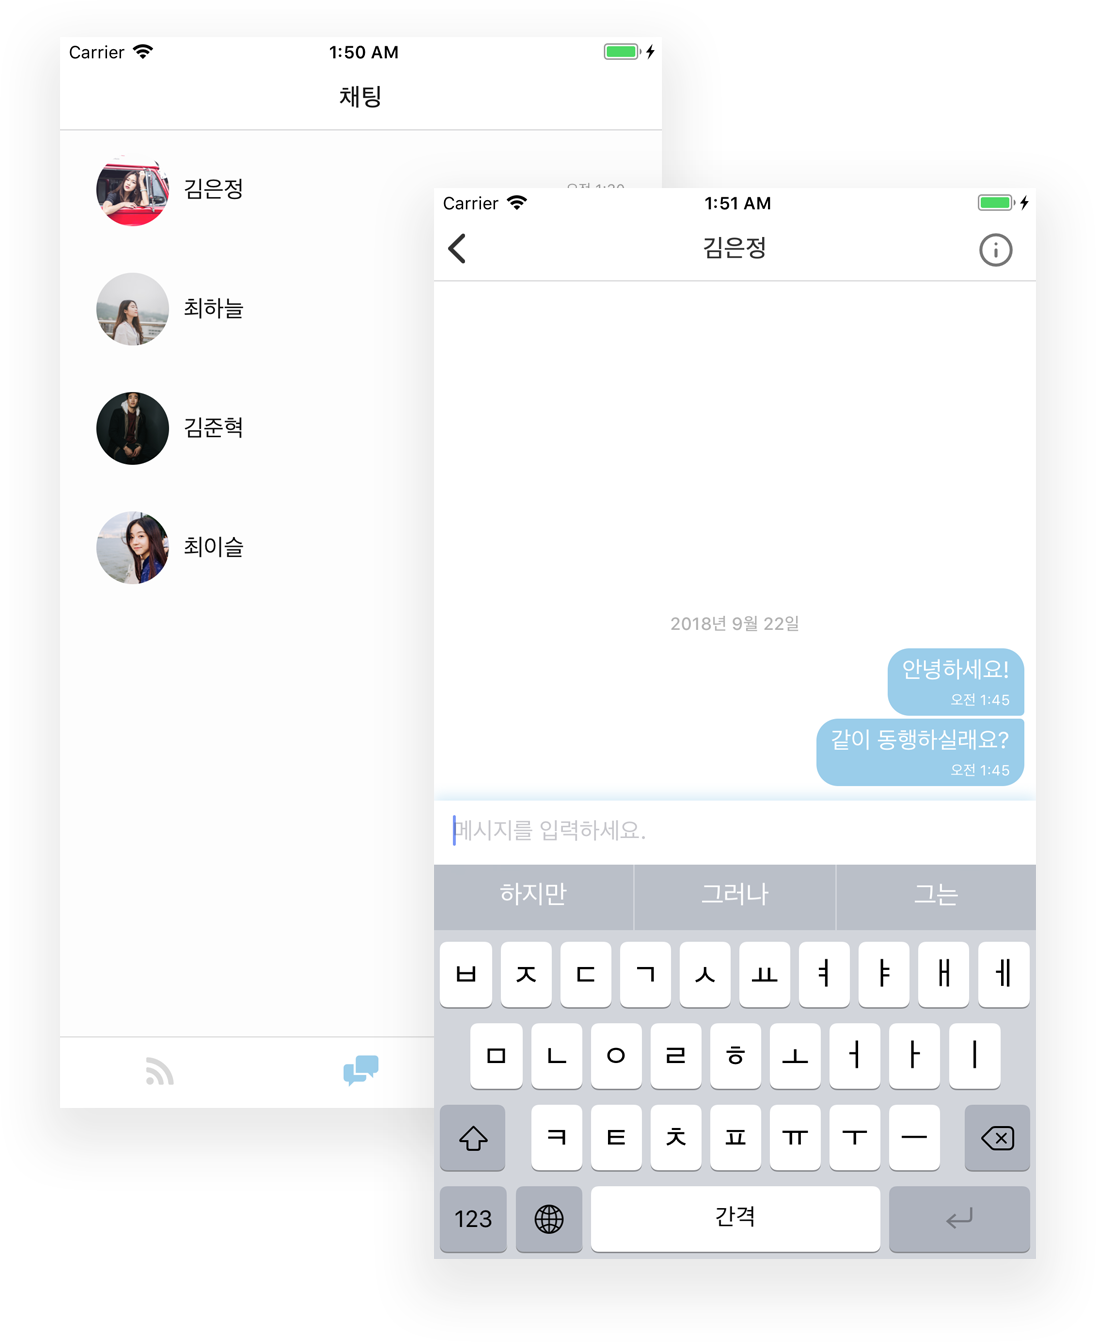 Carrier
1:50 AM
채팅
김은정
최하늘
김준혁
최이슬
Carrier
1:51 AM
김은정
2018년 9월 22일
안녕하세요!
오전 1:45
같이 동행하실래요?
오전 1:45
메시지를 입력하세요.
하지만 그러나 그는
ㅂ ㅈ ㄷ ㄱ ㅅ ㅛ ㅕ ㅑ ㅐ ㅔ
ㅁ ㄴ ㅇ ㄹ ㅎ ㅗ ㅓ ㅏ ㅣ
ㅋ ㅌ ㅊ ㅍ ㅠ ㅜ ㅡ
123 간격